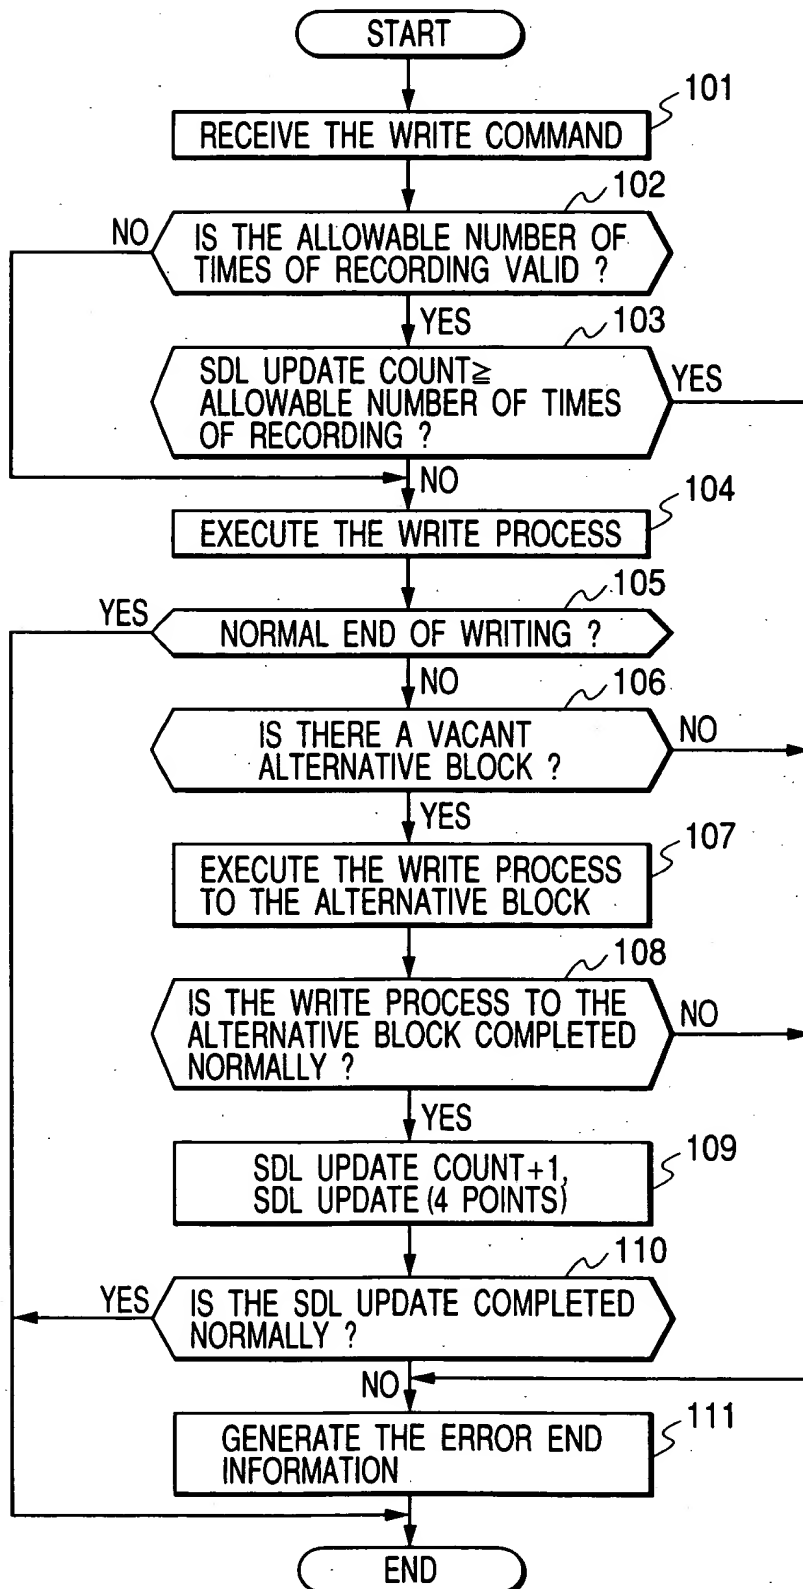 START
101
RECEIVE THE WRITE COMMAND
102
NO
IS THE ALLOWABLE NUMBER OF
TIMES OF RECORDING VALID ?
YES
103
SDL UPDATE COUNT≧
ALLOWABLE NUMBER OF TIMES
OF RECORDING ?
YES
NO
104
EXECUTE THE WRITE PROCESS
105
YES
NORMAL END OF WRITING ?
NO
106
IS THERE A VACANT
ALTERNATIVE BLOCK ?
NO
YES
107
EXECUTE THE WRITE PROCESS
TO THE ALTERNATIVE BLOCK
108
IS THE WRITE PROCESS TO THE
ALTERNATIVE BLOCK COMPLETED
NORMALLY ?
NO
YES
109
SDL UPDATE COUNT+1,
SDL UPDATE (4 POINTS)
110
YES
IS THE SDL UPDATE COMPLETED
NORMALLY ?
NO
111
GENERATE THE ERROR END
INFORMATION
END